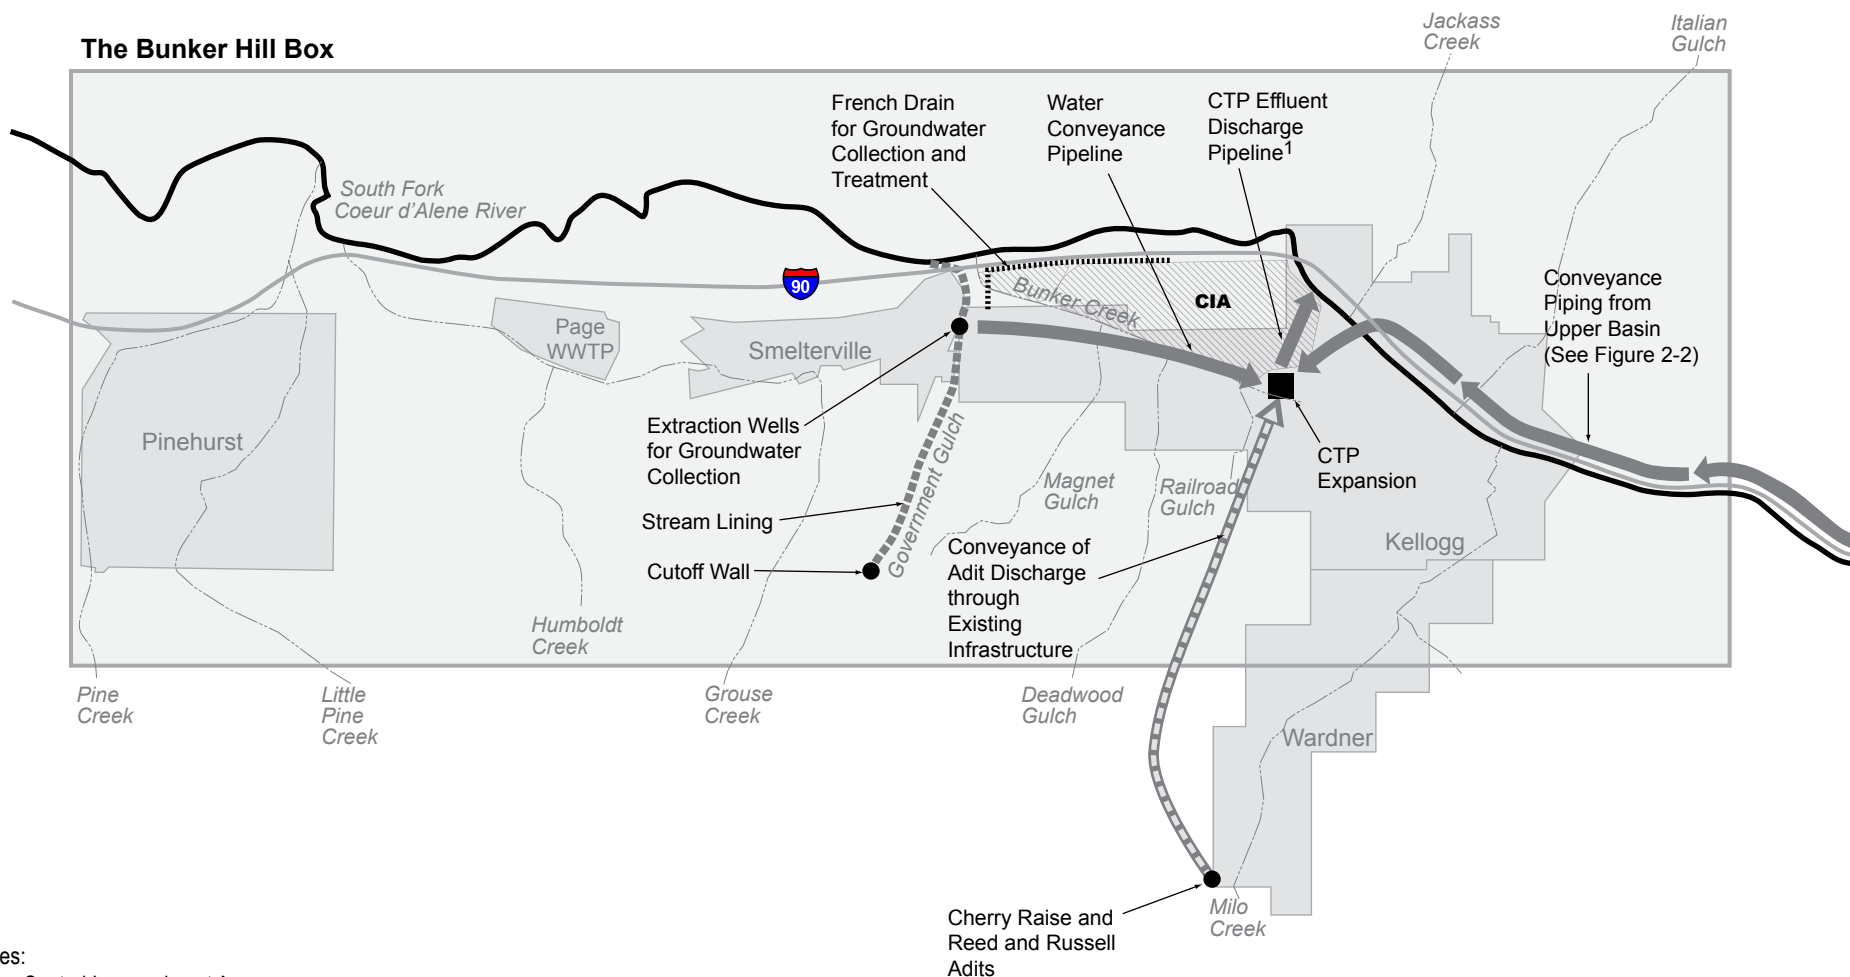 The Bunker Hill Box
Jackass
Creek
Italian
Gulch
French Drain
for Groundwater
Collection and
Treatment
Water
Conveyance
Pipeline
CTP Effluent
Discharge
Pipeline1
South Fork
Coeur d’Alene River
90
Bunker Creek
CIA
Conveyance
Piping from
Upper Basin
(See Figure 2-2)
Page
WWTP
Smelterville
Pinehurst
Extraction Wells
for Groundwater
Collection
Government Gulch
Stream Lining
Cutoff Wall
Magnet
Gulch
Railroad
Gulch
CTP
Expansion
Kellogg
Conveyance of
Adit Discharge
through
Existing
Infrastructure
Humboldt
Creek
Pine
Creek
Little
Pine
Creek
Grouse
Creek
Deadwood
Gulch
Wardner
Milo
Creek
Cherry Raise and
Reed and Russell
Adits
es: